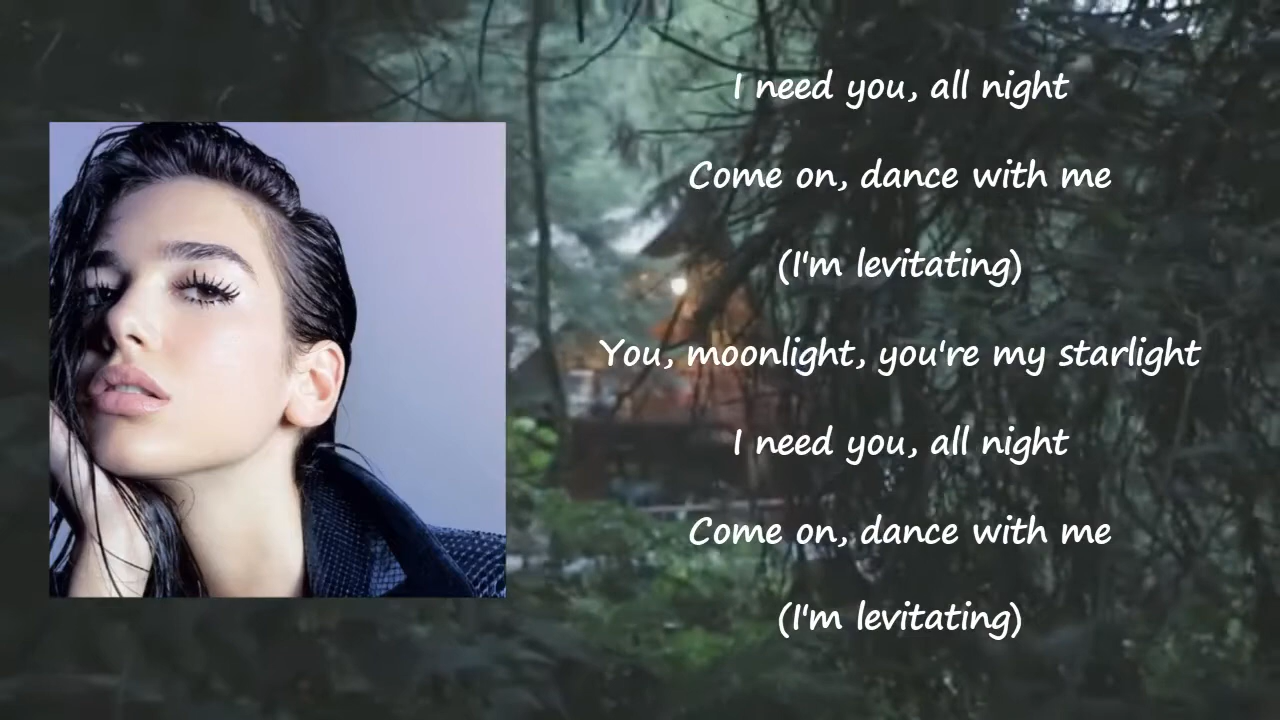 I need you, all night
Come on, dance with me
(I'm levitating)
You, moonlight, you're my starlight
I need you, all night
Come on, dance with me
(I'm levitating)